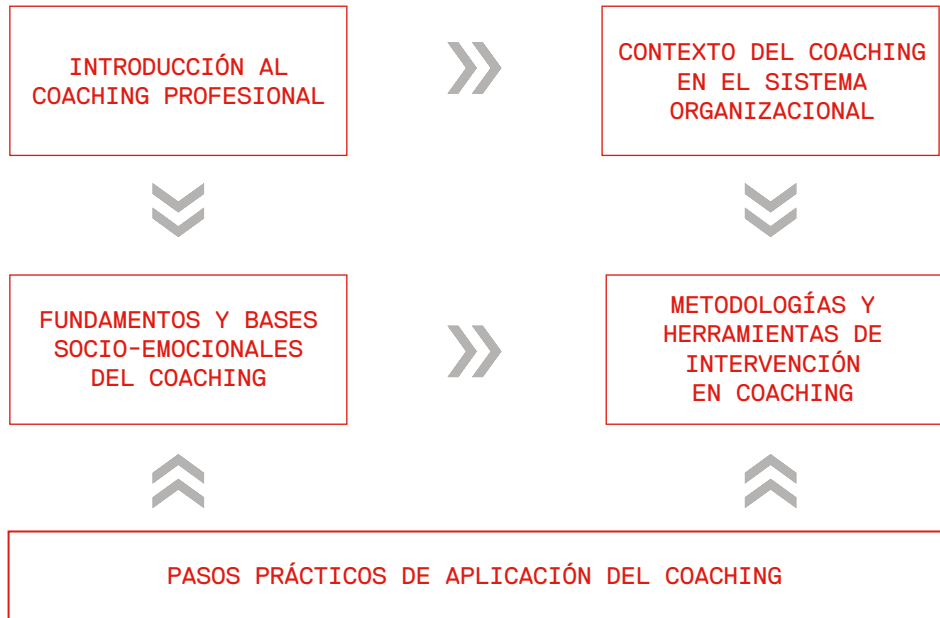 INTRODUCCIÓN AL
COACHING PROFESIONAL
CONTEXTO DEL COACHING
EN EL SISTEMA
ORGANIZACIONAL
FUNDAMENTOS Y BASES
SOCIO-EMOCIONALES
DEL COACHING
METODOLOGÍAS Y
HERRAMIENTAS DE
INTERVENCIÓN
EN COACHING
PASOS PRÁCTICOS DE APLICACIÓN DEL COACHING